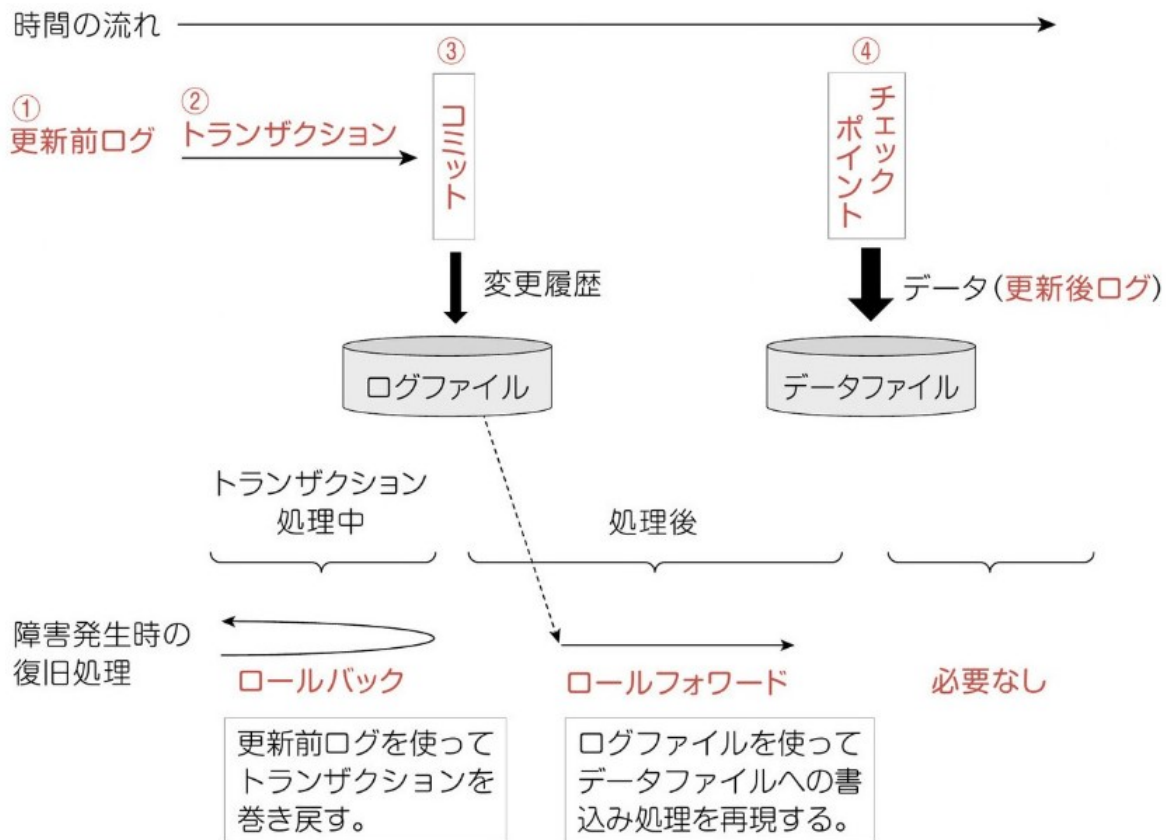 時間の流れ
③
④
①
②
更新前ログ
トランザクション
コミット
チェック
ポイント
変更履歴
データ(更新後ログ)
ログファイル
データファイル
トランザクション
処理中
処理後
障害発生時の
復旧処理
ロールバック
ロールフォワード
必要なし
更新前ログを使って
トランザクションを
巻き戻す。
ログファイルを使って
データファイルへの書
込み処理を再現する。